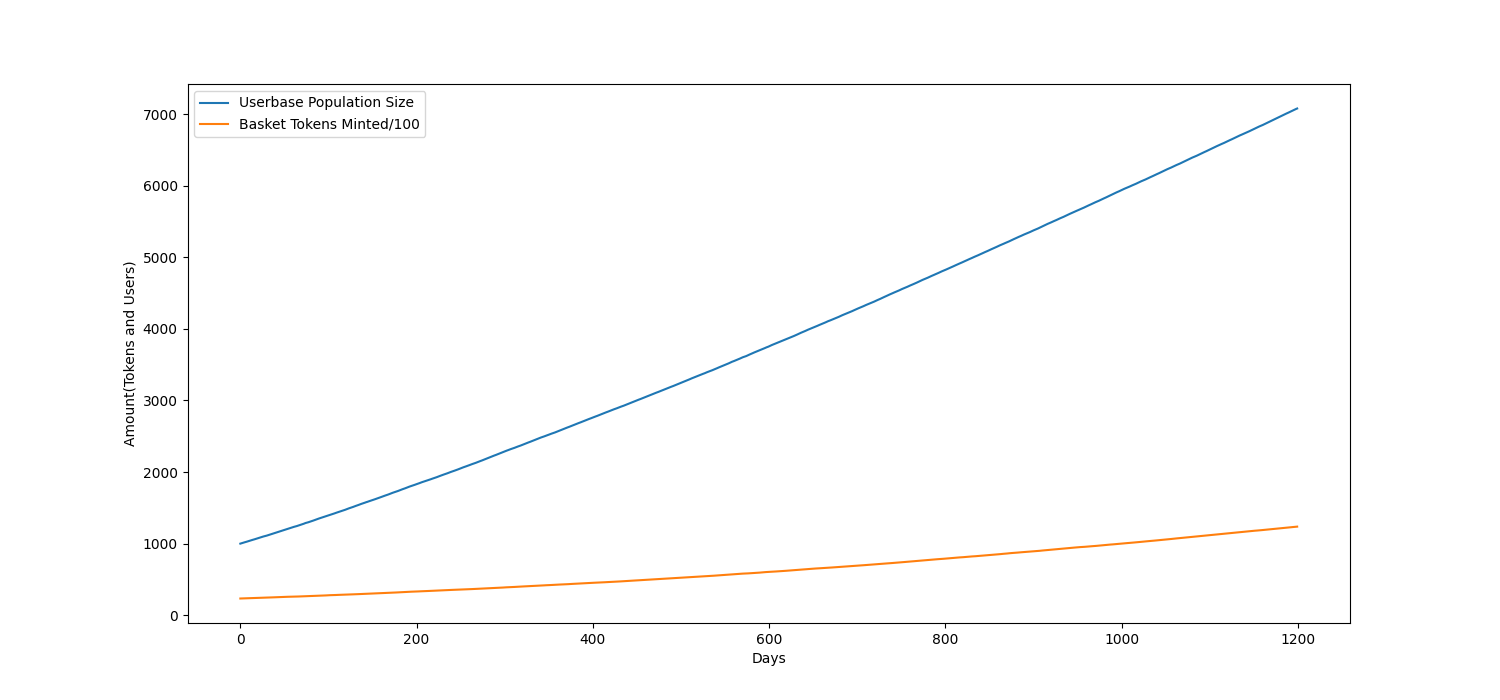 Userbase Population Size
Basket Tokens Minted/100
7000
6000
5000
4000
3000
2000
1000
0
Amount(Tokens and Users)
0 200 400 600 800 1000 1200
Days